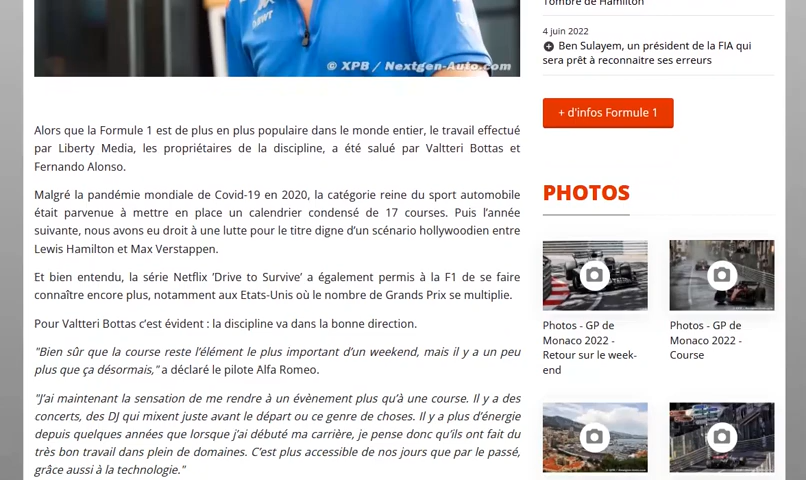 Tombre de Hamilton
4 juin 2022
Ben Sulayem, un président de la FIA qui
sera prêt à reconnaitre ses erreurs
BWT
© XPB / Nextgen-Auto.com
+ d'infos Formule 1
Alors que la Formule 1 est de plus en plus populaire dans le monde entier, le travail effectué
par Liberty Media, les propriétaires de la discipline, a été salué par Valtteri Bottas et
Fernando Alonso.
Malgré la pandémie mondiale de Covid-19 en 2020, la catégorie reine du sport automobile
était parvenue à mettre en place un calendrier condensé de 17 courses. Puis l’année
suivante, nous avons eu droit à une lutte pour le titre digne d’un scénario hollywoodien entre
Lewis Hamilton et Max Verstappen.
Et bien entendu, la série Netflix ’Drive to Survive’ a également permis à la F1 de se faire
connaître encore plus, notamment aux Etats-Unis où le nombre de Grands Prix se multiplie.
Pour Valtteri Bottas c’est évident : la discipline va dans la bonne direction.
"Bien sûr que la course reste l’élément le plus important d’un weekend, mais il y a un peu
plus que ça désormais," a déclaré le pilote Alfa Romeo.
"J’ai maintenant la sensation de me rendre à un évènement plus qu’à une course. Il y a des
concerts, des DJ qui mixent juste avant le départ ou ce genre de choses. Il y a plus d’énergie
depuis quelques années que lorsque j’ai débuté ma carrière, je pense donc qu’ils ont fait du
très bon travail dans plein de domaines. C’est plus accessible de nos jours que par le passé,
grâce aussi à la technologie."
PHOTOS
Photos - GP de
Monaco 2022 -
Retour sur le week-
end
Photos - GP de
Monaco 2022 -
Course